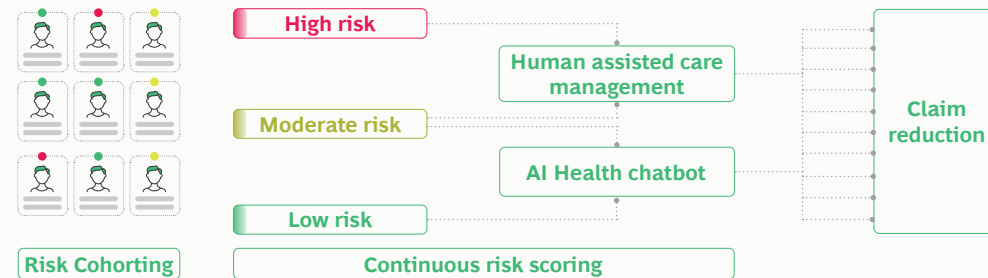 High risk
Human assisted care
management
Moderate risk
Claim
reduction
AI Health chatbot
Low risk
Risk Cohorting
Continuous risk scoring